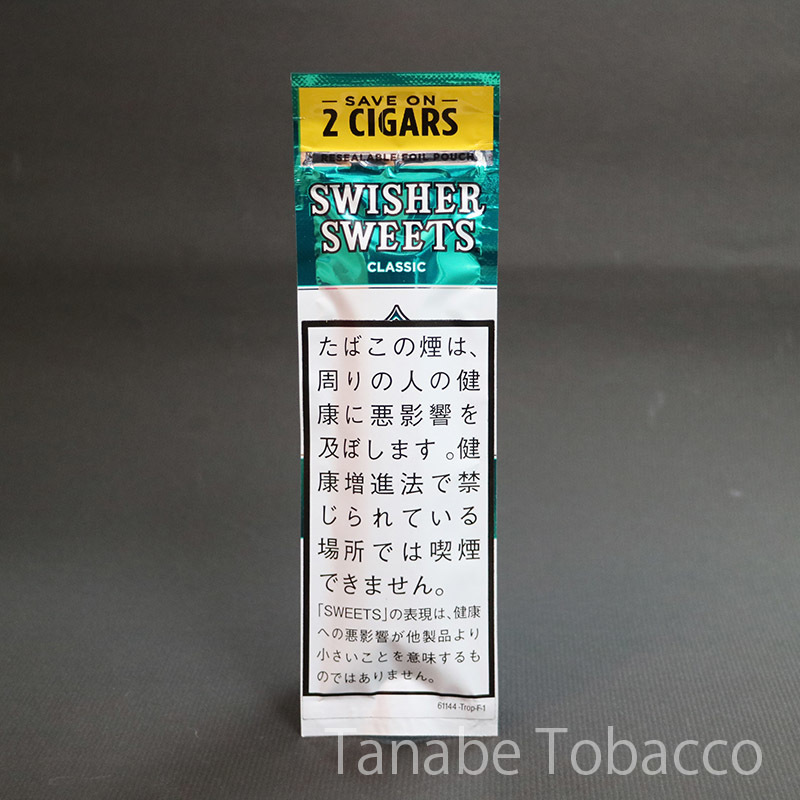 SAVE ON
2 CIGARS
RESEALABLE FOIL POUCH
SWISHER
SWEETS
CLASSIC
たばこの煙は、
周りの人の健
康に悪影響を
及ぼします。健
康増進法で禁
じられている
場所では喫煙
できません。
「SWEETS」の表現は、健康
への悪影響が他製品より
小さいことを意味するも
のではありません。
61144-Trop-F-1
Tanabe Tobacco